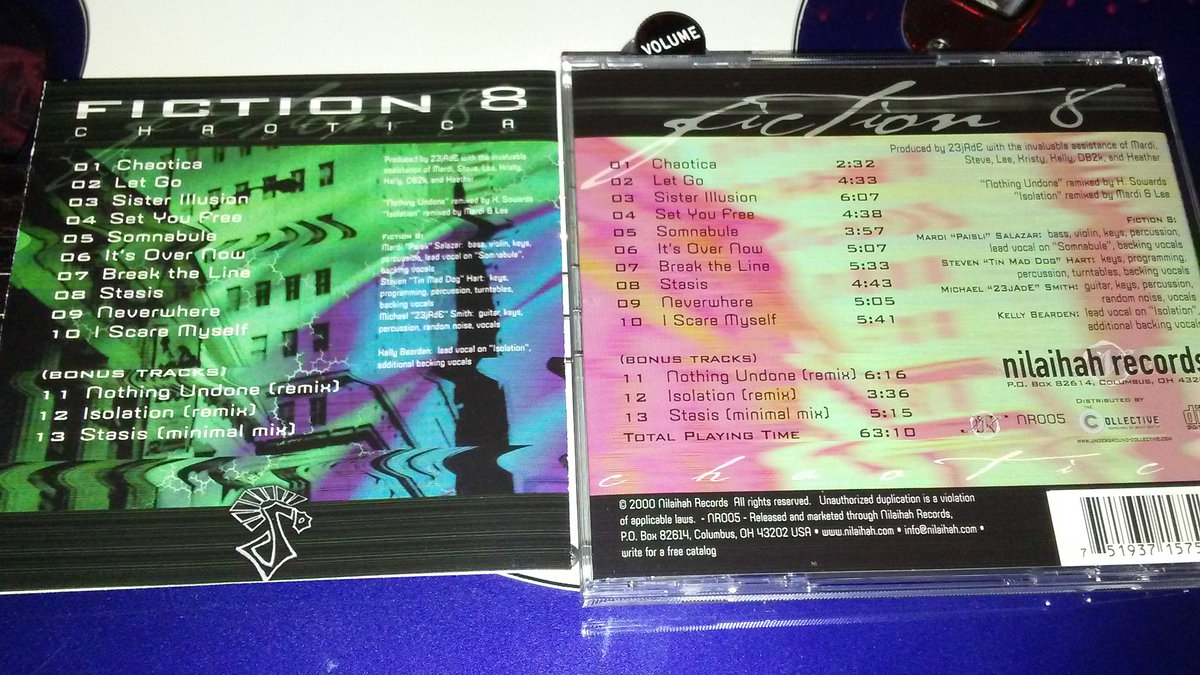 VOLUME
FICTION 8
CHAOTICA
01 Chaotica
02 Let Go
03 Sister Illusion
04 Set You Free
05 Somnabule
06 It's Over Now
07 Break the Line
08 Stasis
09 Neverwhere
10 I Scare Myself
(BONUS TRACKS)
11 Nothing Undone (remix)
12 Isolation (remix)
13 Stasis (minimal mix)
Produced by 23jAdE with the invaluable
assistance of Mardi, Steve, Lee, Kristy,
Kelly, DB2k, and Heather
"Nothing Undone" remixed by H. Sowards
"Isolation" remixed by Mardi & Lee
FICTION 8:
Mardi "Paisli" Salazar: bass, violin, keys,
percussion, lead vocal on "Somnabule",
backing vocals
Steven "Tin Mad Dog" Hart: keys,
programming, percussion, turntables,
backing vocals
Michael "23jAdE" Smith: guitar, keys,
percussion, random noise, vocals
Kelly Bearden: lead vocal on "Isolation",
additional backing vocals
fiction 8
01 Chaotica 2:32
02 Let Go 4:33
03 Sister Illusion 6:07
04 Set You Free 4:38
05 Somnabule 3:57
06 It's Over Now 5:07
07 Break the Line 5:33
08 Stasis 4:43
09 Neverwhere 5:05
10 I Scare Myself 5:41
(BONUS TRACKS)
11 Nothing Undone (remix) 6:16
12 Isolation (remix) 3:36
13 Stasis (minimal mix) 5:15
TOTAL PLAYING TIME 63:10
Produced by 23jAdE with the invaluable assistance of Mardi,
Steve, Lee, Kristy, Kelly, DB2k, and Heather
"Nothing Undone" remixed by H. Sowards
"Isolation" remixed by Mardi & Lee
FICTION 8:
MARDI "PAISLI" SALAZAR: bass, violin, keys, percussion,
lead vocal on "Somnabule", backing vocals
STEVEN "TIN MAD DOG" HART: keys, programming,
percussion, turntables, backing vocals
MICHAEL "23JADE" SMITH: guitar, keys, percussion,
random noise, vocals
KELLY BEARDEN: lead vocal on "Isolation",
additional backing vocal
nilaihah records
P.O. BOX 82614, COLUMBUS, OH 432
DISTRIBUTED BY
NR005 THE COLLECTIVE
www.underground-collective.com
chaotic
© 2000 Nilaihah Records All rights reserved. Unauthorized duplication is a violation
of applicable laws. - NR005 - Released and marketed through Nilaihah Records,
P.O. Box 82614, Columbus, OH 43202 USA • www.nilaihah.com • info@nilaihah.com •
write for a free catalog
7 51937 1575